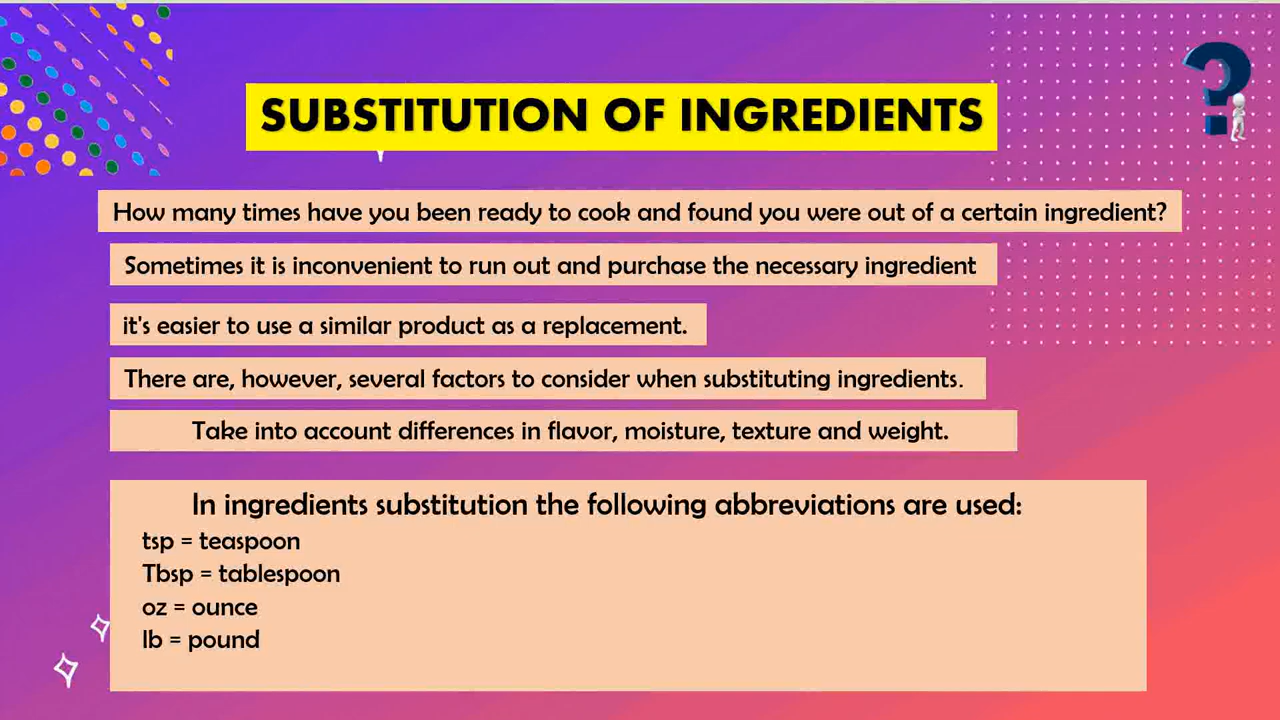 SUBSTITUTION OF INGREDIENTS
How many times have you been ready to cook and found you were out of a certain ingredient?
Sometimes it is inconvenient to run out and purchase the necessary ingredient
it's easier to use a similar product as a replacement.
There are, however, several factors to consider when substituting ingredients.
Take into account differences in flavor, moisture, texture and weight.
In ingredients substitution the following abbreviations are used:
tsp = teaspoon
Tbsp = tablespoon
oz = ounce
lb = pound